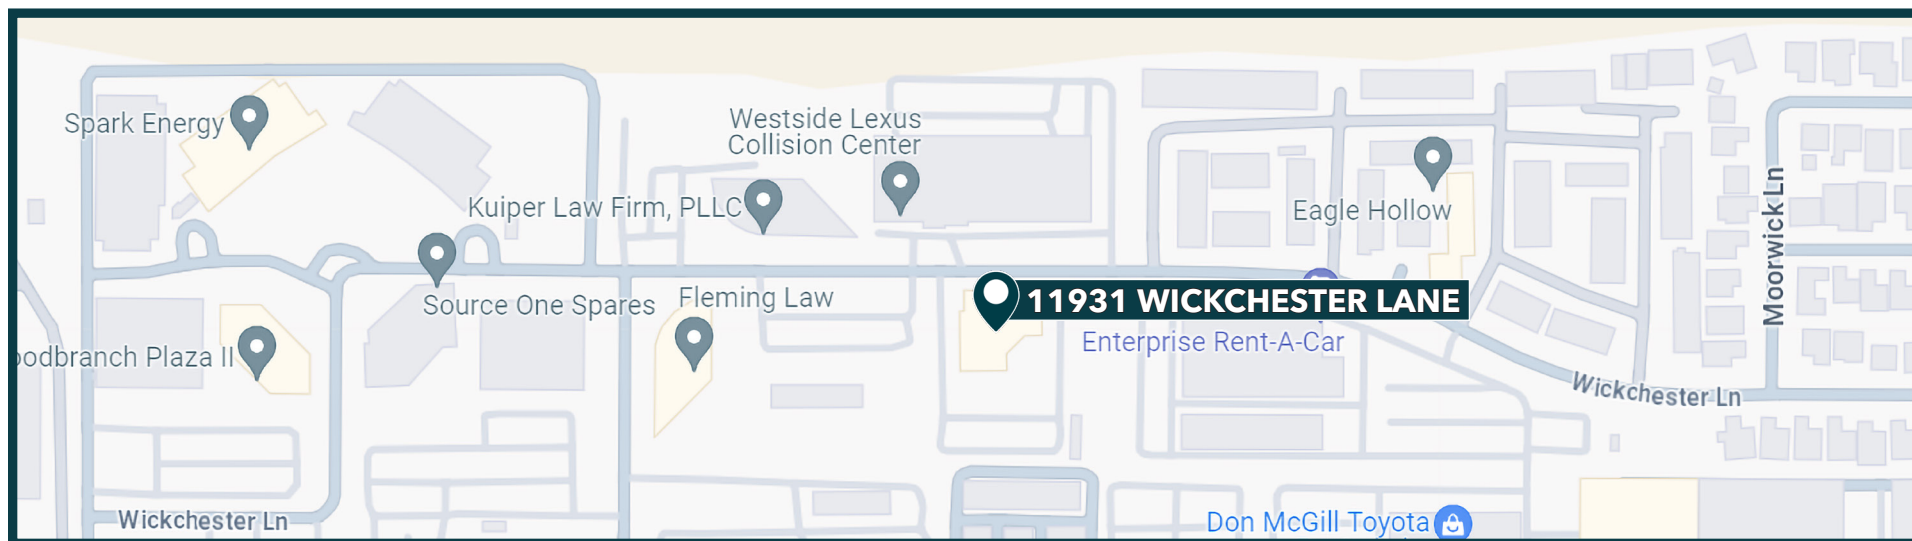 Spark Energy
Westside Lexus
Collision Center
Kuiper Law Firm, PLLC
Eagle Hollow
Moorwick Ln
Source One Spares
Fleming Law
11931 WICKCHESTER LANE
Enterprise Rent-A-Car
oodbranch Plaza II
Wickchester Ln
Wickchester Ln
Don McGill Toyota